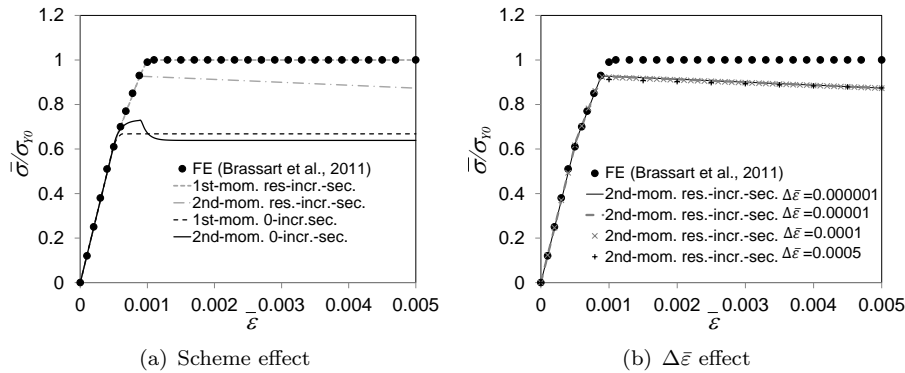 1.2
1
0.8
0.6
0.4
0.2
0
σ̄/σY0
FE (Brassart et al., 2011)
1st-mom. res-incr.-sec.
2nd-mom. res.-incr.-sec.
1st-mom. 0-incr.sec.
2nd-mom. 0-incr.-sec.
0 0.001 0.002 0.003 0.004 0.005
ε̄
(a) Scheme effect
1.2
1
0.8
0.6
0.4
0.2
0
σ̄/σY0
FE (Brassart et al., 2011)
2nd-mom. res.-incr.-sec. Δε̄=0.000001
2nd-mom. res.-incr.-sec. Δε̄=0.00001
2nd-mom. res.-incr.-sec. Δε̄=0.0001
2nd-mom. res.-incr.-sec. Δε̄=0.0005
0 0.001 0.002 0.003 0.004 0.005
ε̄
(b) Δε̄ effect